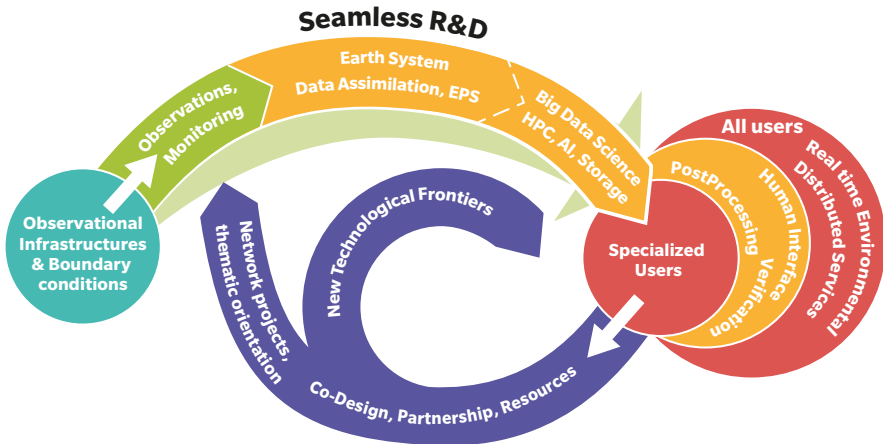 Seamless R&D
Earth System
Data Assimilation, EPS
Observations,
Monitoring
Big Data Science
HPC, AI, Storage
Observational
Infrastructures
& Boundary
conditions
All users
Real time Environmental
Distributed Services
Human Interface
Verification
PostProcessing
Specialized
Users
New Technological Frontiers
Network projects,
thematic orientation
Co-Design, Partnership, Resources